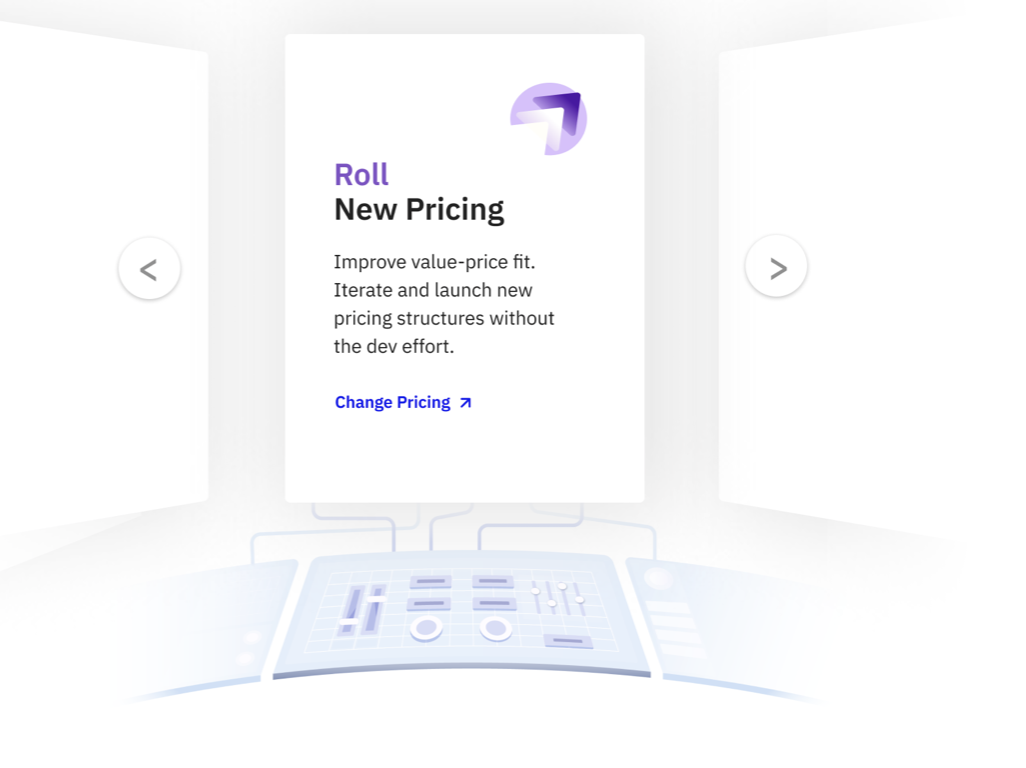 Roll
New Pricing
<
>
Improve value-price fit.
Iterate and launch new
pricing structures without
the dev effort.
Change Pricing